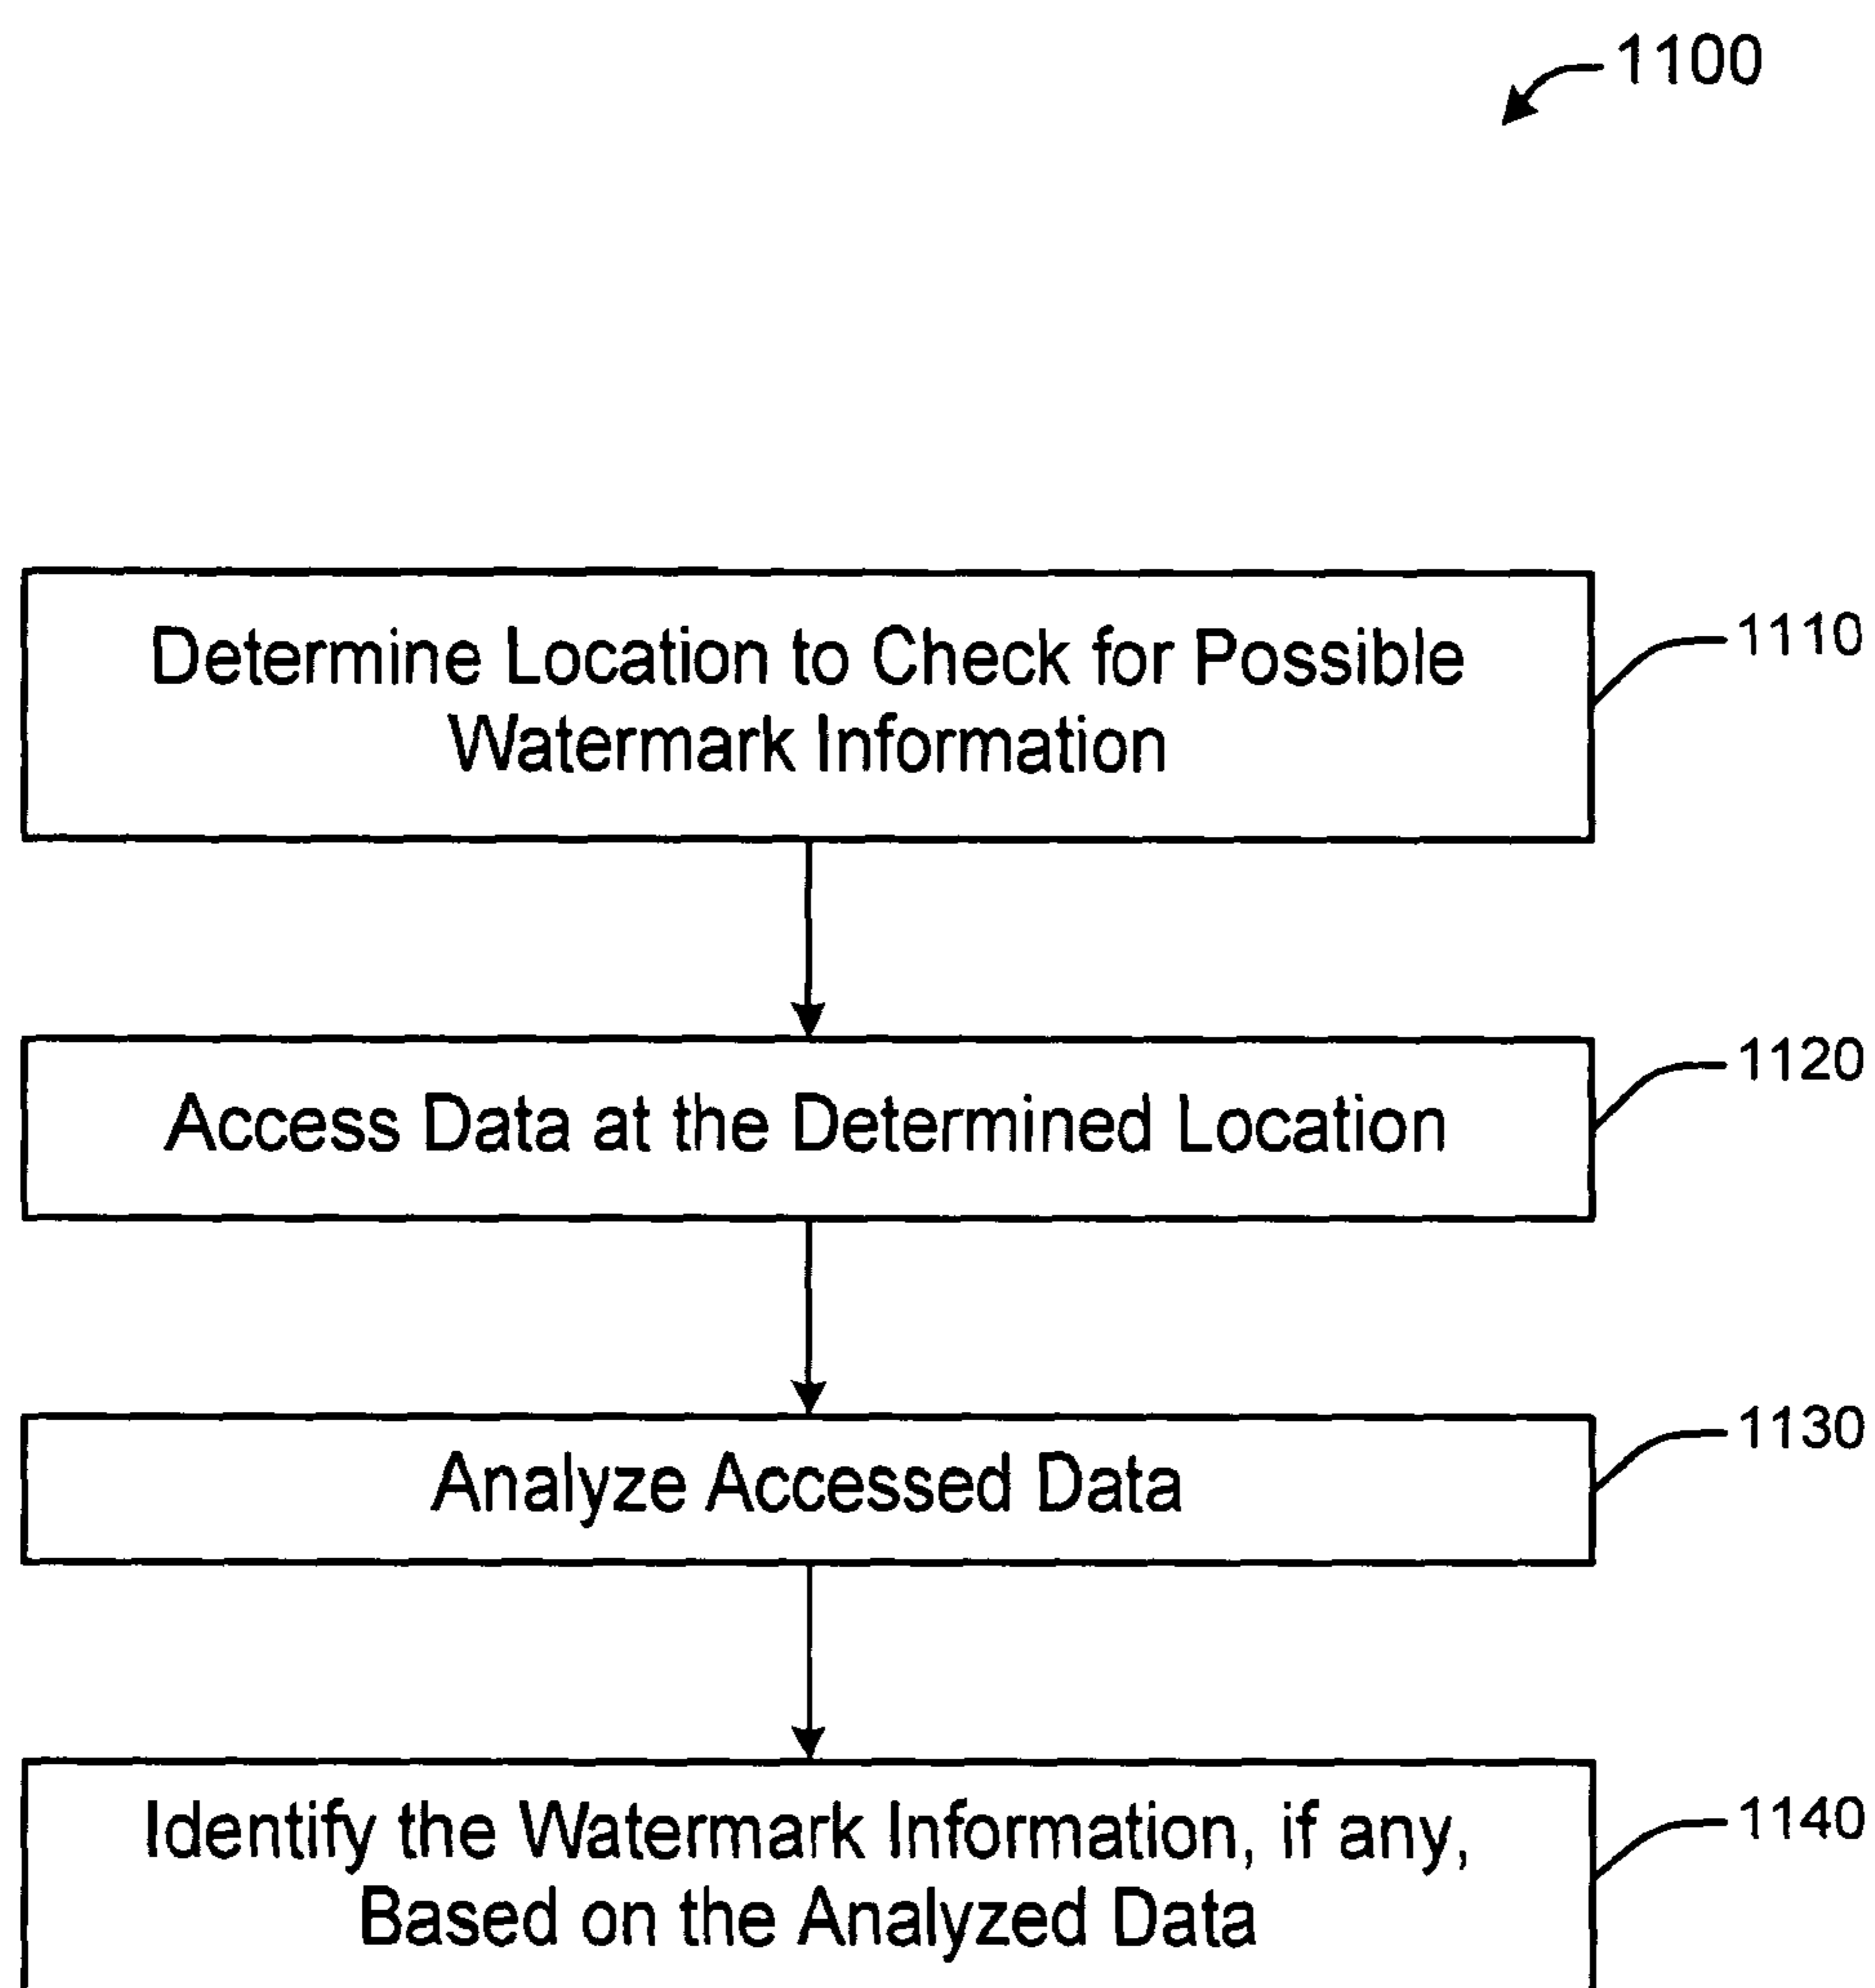 1100
Determine Location to Check for Possible
Watermark Information
1110
Access Data at the Determined Location
1120
Analyze Accessed Data
1130
Identify the Watermark Information, if any,
Based on the Analyzed Data
1140